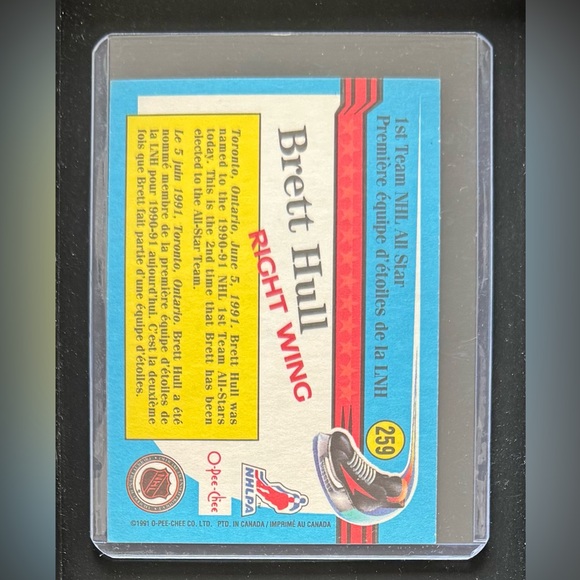 1st Team NHL All Star
Première équipe d'étoiles de la LNH
259
Brett Hull
RIGHT WING
Toronto, Ontario, June 5, 1991. Brett Hull was
named to the 1990-91 NHL 1st Team All-Stars
today. This is the 2nd time that Brett has been
elected to the All-Star Team.
Le 5 juin 1991, Toronto, Ontario. Brett Hull a été
nommé membre de la première équipe d'étoiles de
la LNH pour 1990-91 aujourd'hui. C'est la deuxième
fois que Brett fait partie d'une équipe d'étoiles.
NHLPA
O-Pee-Chee
NHL
©1991 O-PEE-CHEE CO. LTD. PTD. IN CANADA / IMPRIMÉ AU CANADA